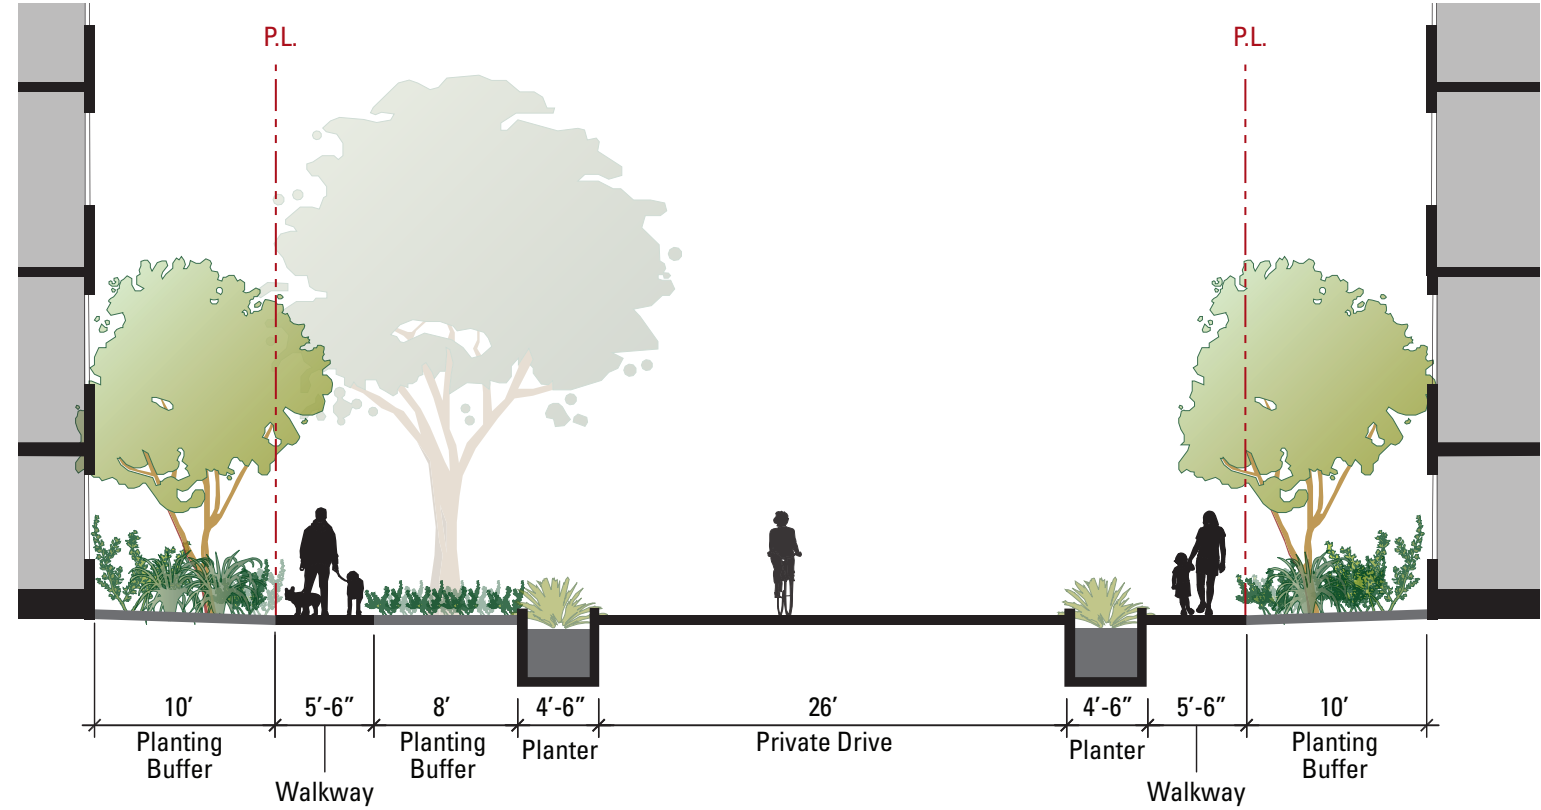 P.L. P.L.
10’ 5’-6” 8’ 4’-6” 26’ 4’-6” 5’-6” 10’
Planting Planting Planter Private Drive Planter Planting
Buffer Buffer Buffer
Walkway Walkway